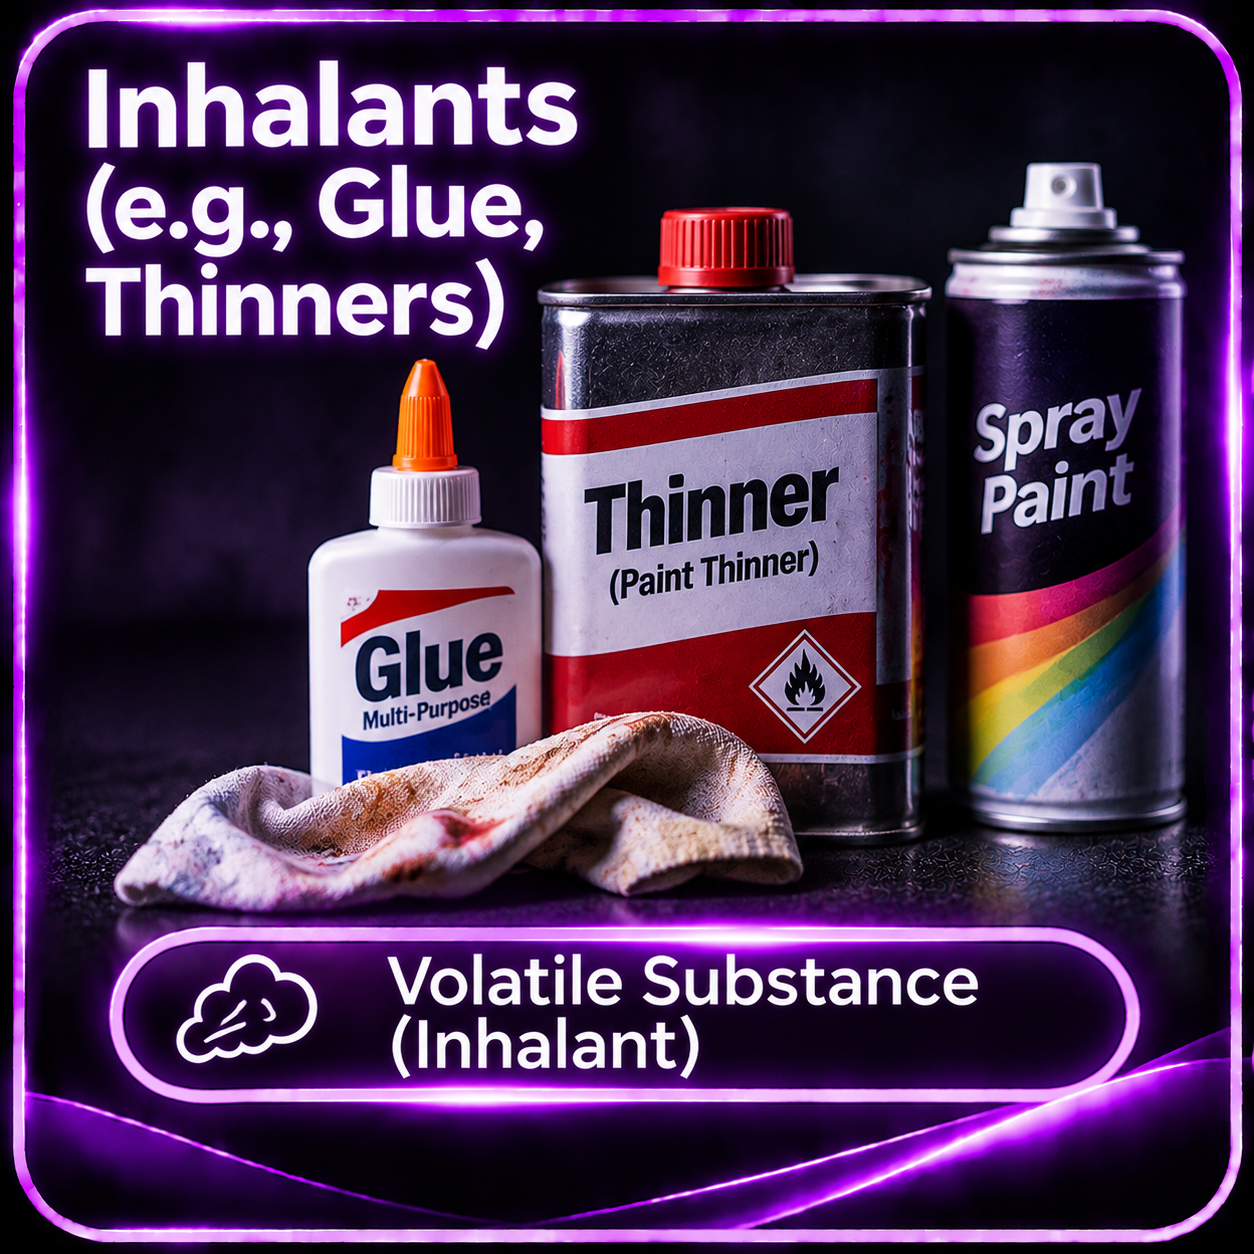 Inhalants
(e.g., Glue,
Thinners)
Glue
Multi-Purpose
Thinner
(Paint Thinner)
Spray
Paint
Volatile Substance
(Inhalant)